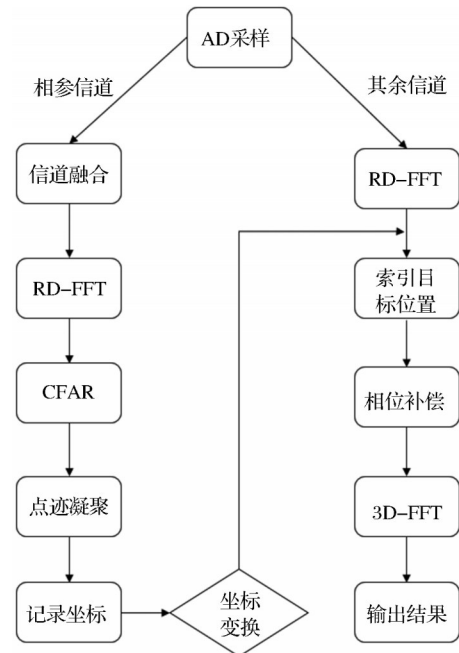 AD采样
相参信道
其余信道
信道融合
RD-FFT
CFAR
点迹凝聚
记录坐标
坐标
变换
RD-FFT
索引目
标位置
相位补偿
3D-FFT
输出结果